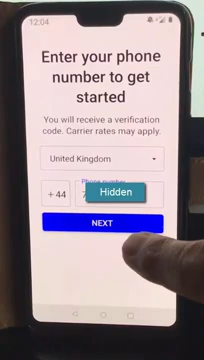 12:04
Enter your phone
number to get
started
You will receive a verification
code. Carrier rates may apply.
United Kingdom
Phone number
+ 44
7
Hidden
NEXT